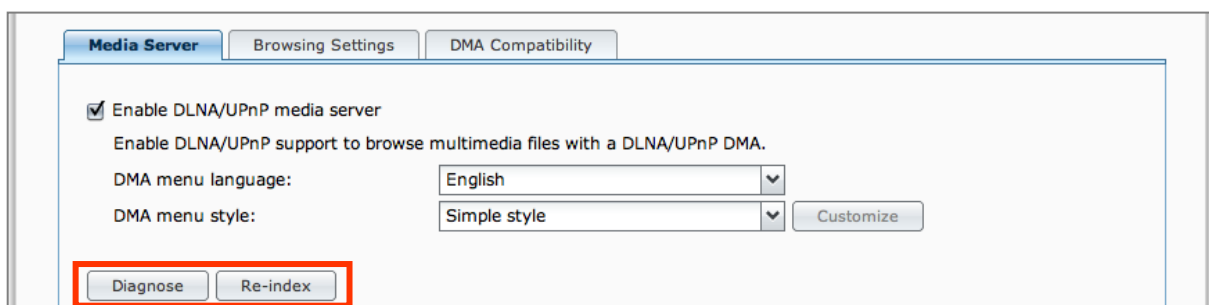 Media Server Browsing Settings DMA Compatibility
Enable DLNA/UPnP media server
Enable DLNA/UPnP support to browse multimedia files with a DLNA/UPnP DMA.
DMA menu language: English
DMA menu style: Simple style Customize
Diagnose Re-index